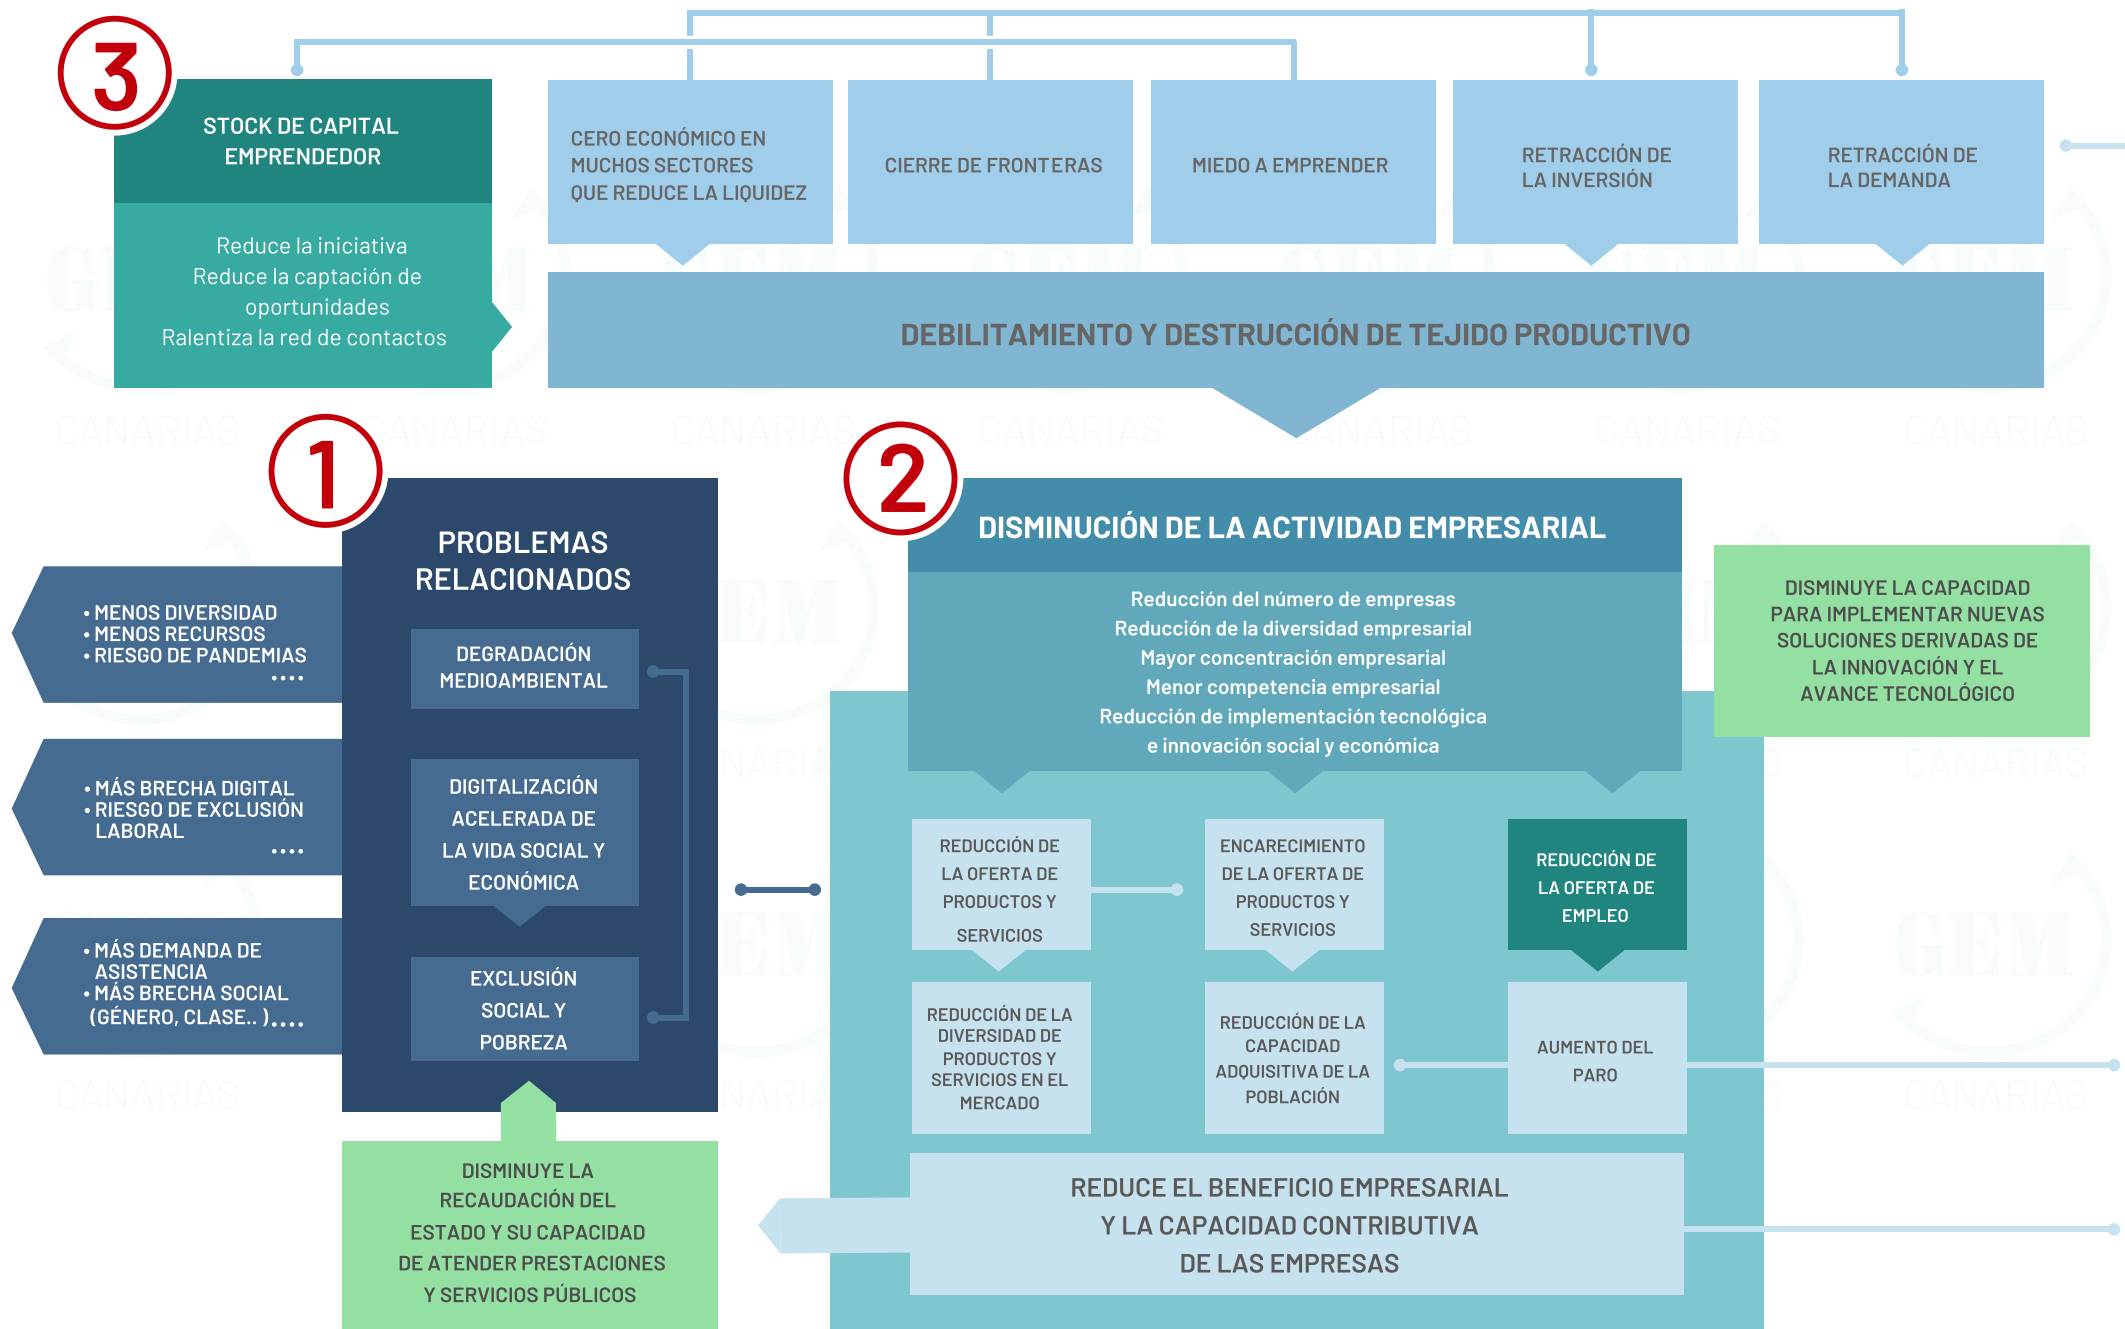 3
STOCK DE CAPITAL
EMPRENDEDOR
Reduce la iniciativa
Reduce la captación de
oportunidades
Ralentiza la red de contactos
CERO ECONÓMICO EN
MUCHOS SECTORES
QUE REDUCE LA LIQUIDEZ
CIERRE DE FRONTERAS
MIEDO A EMPRENDER
RETRACCIÓN DE
LA INVERSIÓN
RETRACCIÓN DE
LA DEMANDA
DEBILITAMIENTO Y DESTRUCCIÓN DE TEJIDO PRODUCTIVO
1
PROBLEMAS
RELACIONADOS
• MENOS DIVERSIDAD
• MENOS RECURSOS
• RIESGO DE PANDEMIAS
....
DEGRADACIÓN
MEDIOAMBIENTAL
• MÁS BRECHA DIGITAL
• RIESGO DE EXCLUSIÓN
LABORAL
....
DIGITALIZACIÓN
ACELERADA DE
LA VIDA SOCIAL Y
ECONÓMICA
• MÁS DEMANDA DE
ASISTENCIA
• MÁS BRECHA SOCIAL
(GÉNERO, CLASE.. )....
EXCLUSIÓN
SOCIAL Y
POBREZA
DISMINUYE LA
RECAUDACIÓN DEL
ESTADO Y SU CAPACIDAD
DE ATENDER PRESTACIONES
Y SERVICIOS PÚBLICOS
2
DISMINUCIÓN DE LA ACTIVIDAD EMPRESARIAL
Reducción del número de empresas
Reducción de la diversidad empresarial
Mayor concentración empresarial
Menor competencia empresarial
Reducción de implementación tecnológica
e innovación social y económica
DISMINUYE LA CAPACIDAD
PARA IMPLEMENTAR NUEVAS
SOLUCIONES DERIVADAS DE
LA INNOVACIÓN Y EL
AVANCE TECNOLÓGICO
REDUCCIÓN DE
LA OFERTA DE
PRODUCTOS Y
SERVICIOS
ENCARECIMIENTO
DE LA OFERTA DE
PRODUCTOS Y
SERVICIOS
REDUCCIÓN DE
LA OFERTA DE
EMPLEO
REDUCCIÓN DE LA
DIVERSIDAD DE
PRODUCTOS Y
SERVICIOS EN EL
MERCADO
REDUCCIÓN DE LA
CAPACIDAD
ADQUISITIVA DE LA
POBLACIÓN
AUMENTO DEL
PARO
REDUCE EL BENEFICIO EMPRESARIAL
Y LA CAPACIDAD CONTRIBUTIVA
DE LAS EMPRESAS
GEM
CANARIAS